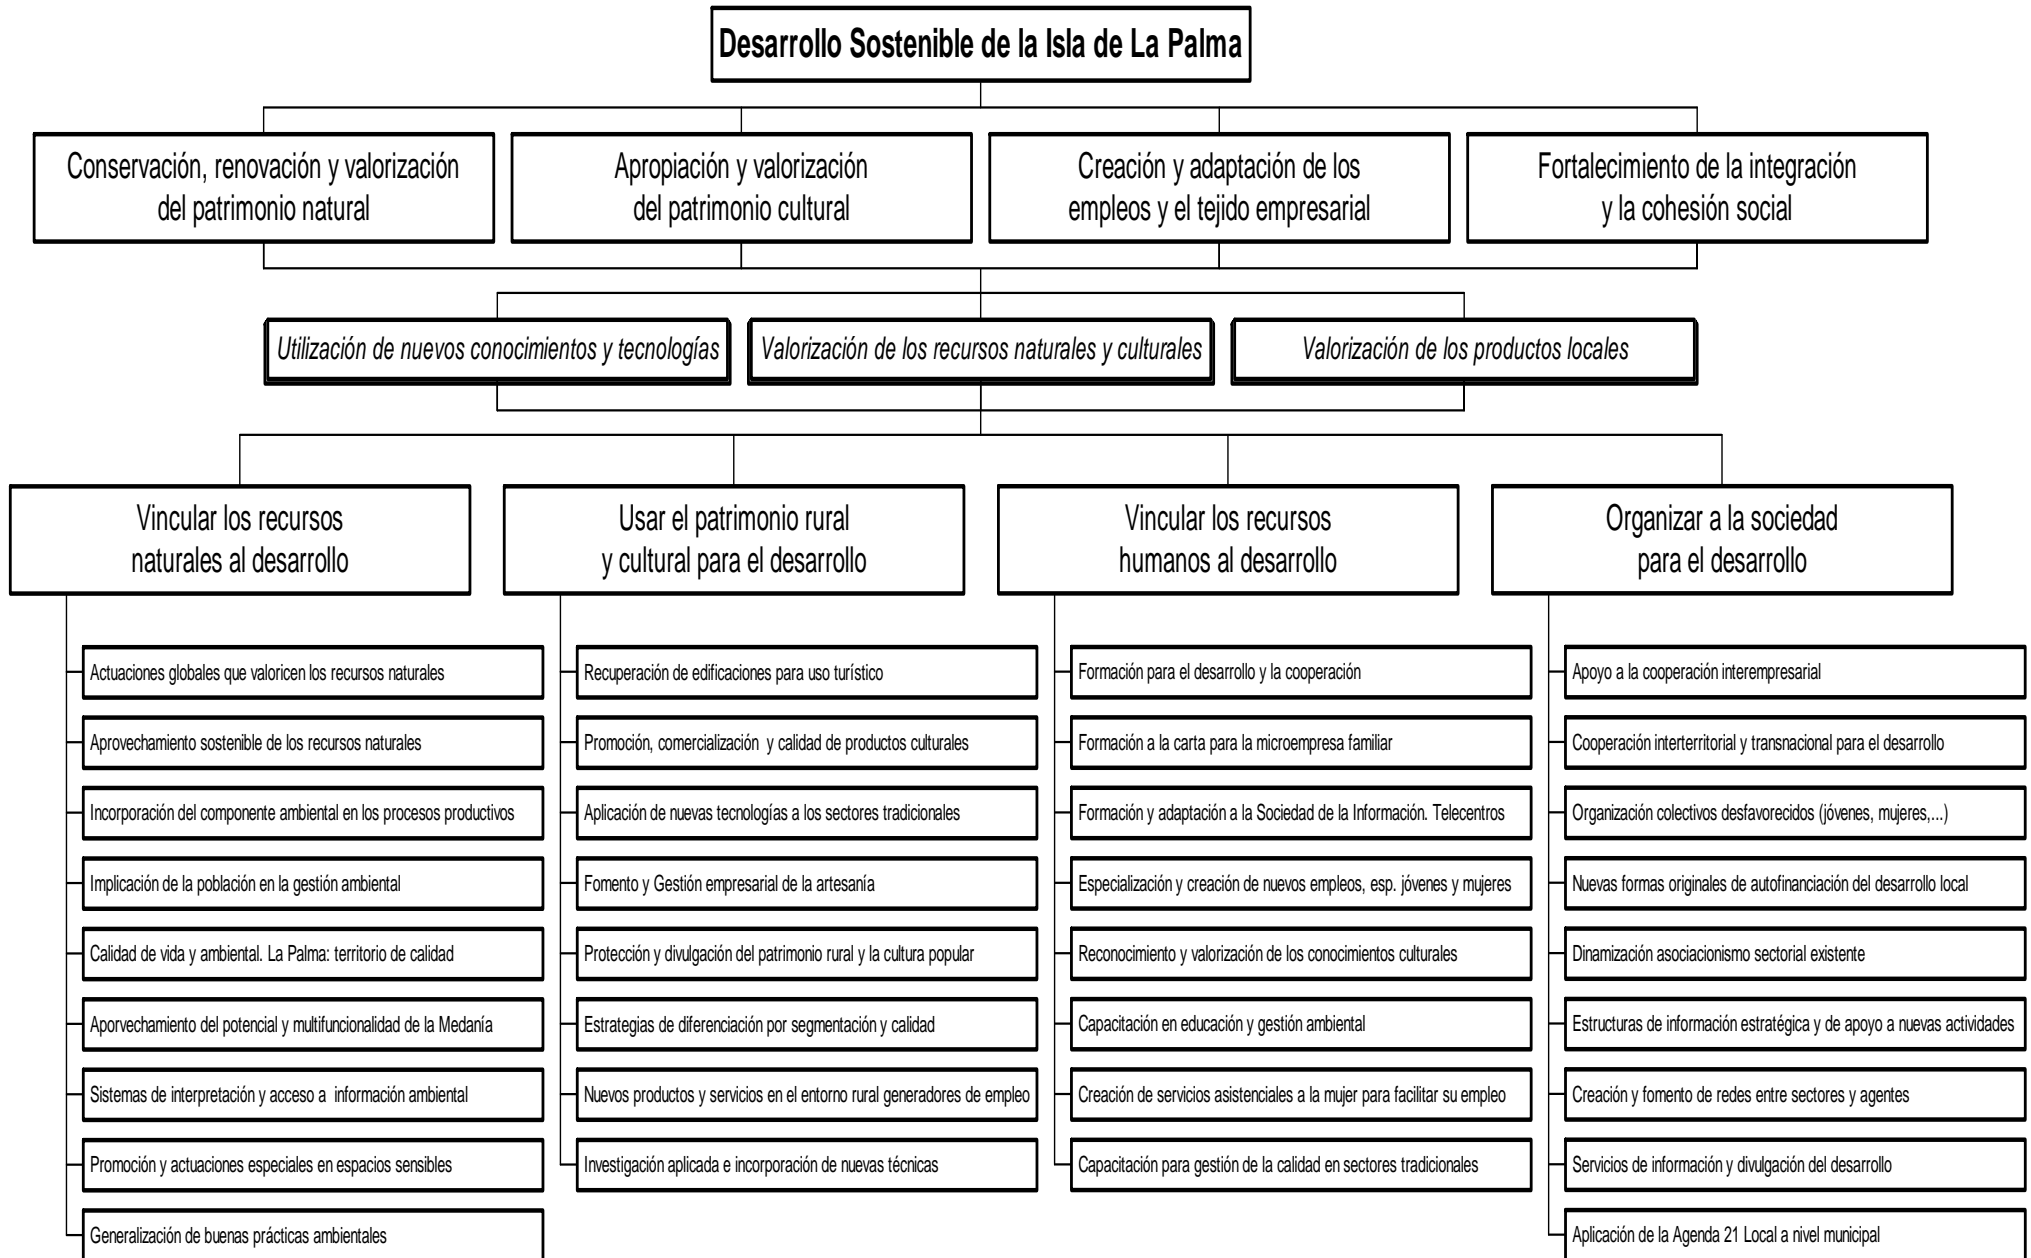 Desarrollo Sostenible de la Isla de La Palma
Conservación, renovación y valorización
del patrimonio natural
Apropiación y valorización
del patrimonio cultural
Creación y adaptación de los
empleos y el tejido empresarial
Fortalecimiento de la integración
y la cohesión social
Utilización de nuevos conocimientos y tecnologías
Valorización de los recursos naturales y culturales
Valorización de los productos locales
Vincular los recursos
naturales al desarrollo
Actuaciones globales que valoricen los recursos naturales
Aprovechamiento sostenible de los recursos naturales
Incorporación del componente ambiental en los procesos productivos
Implicación de la población en la gestión ambiental
Calidad de vida y ambiental. La Palma: territorio de calidad
Aporvechamiento del potencial y multifuncionalidad de la Medanía
Sistemas de interpretación y acceso a  información ambiental
Promoción y actuaciones especiales en espacios sensibles
Generalización de buenas prácticas ambientales
Usar el patrimonio rural
y cultural para el desarrollo
Recuperación de edificaciones para uso turístico
Promoción, comercialización  y calidad de productos culturales
Aplicación de nuevas tecnologías a los sectores tradicionales
Fomento y Gestión empresarial de la artesanía
Protección y divulgación del patrimonio rural y la cultura popular
Estrategias de diferenciación por segmentación y calidad
Nuevos productos y servicios en el entorno rural generadores de empleo
Investigación aplicada e incorporación de nuevas técnicas
Vincular los recursos
humanos al desarrollo
Formación para el desarrollo y la cooperación
Formación a la carta para la microempresa familiar
Formación y adaptación a la Sociedad de la Información. Telecentros
Especialización y creación de nuevos empleos, esp. jóvenes y mujeres
Reconocimiento y valorización de los conocimientos culturales
Capacitación en educación y gestión ambiental
Creación de servicios asistenciales a la mujer para facilitar su empleo
Capacitación para gestión de la calidad en sectores tradicionales
Organizar a la sociedad
para el desarrollo
Apoyo a la cooperación interempresarial
Cooperación interterritorial y transnacional para el desarrollo
Organización colectivos desfavorecidos (jóvenes, mujeres,...)
Nuevas formas originales de autofinanciación del desarrollo local
Dinamización asociacionismo sectorial existente
Estructuras de información estratégica y de apoyo a nuevas actividades
Creación y fomento de redes entre sectores y agentes
Servicios de información y divulgación del desarrollo
Aplicación de la Agenda 21 Local a nivel municipal